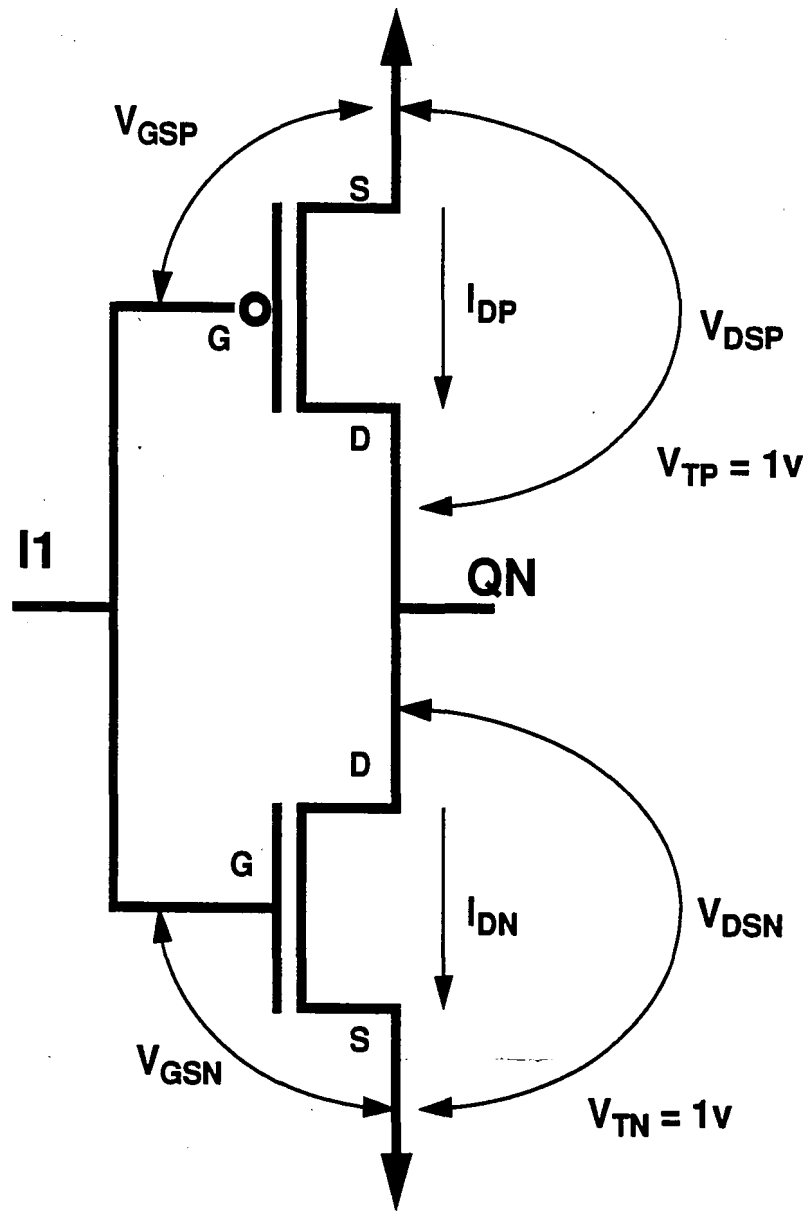 VGSP
S
IDP
G
VDSP
D
VTP = 1v
I1
QN
D
G
IDN
VDSN
S
VGSN
VTN = 1v